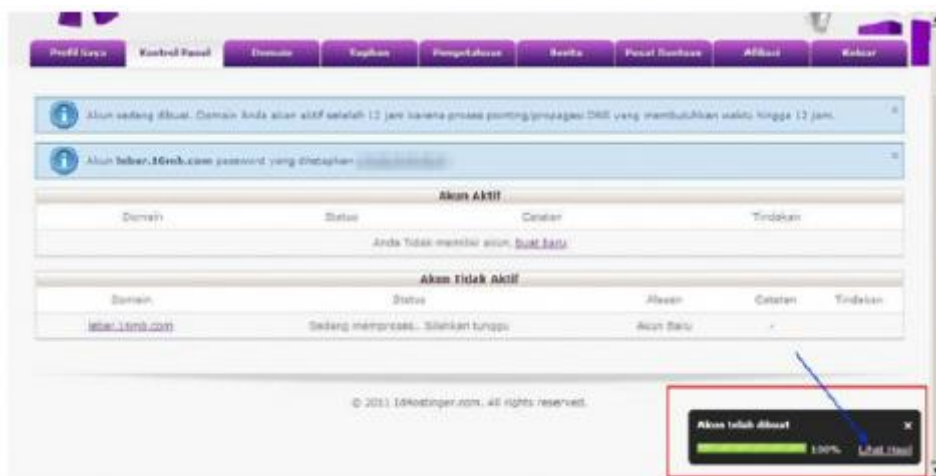 Profil Saya Kontrol Panel Domain Tagihan Pengetahuan Berita Pusat Bantuan Afiliasi Keluar
Akun sedang dibuat. Domain Anda akan aktif setelah 12 jam karena proses pointing/propagasi DNS yang membutuhkan waktu hingga 12 jam.
Akun lebar.16mb.com password yang ditetapkan
Akun Aktif
Domain Status Catatan Tindakan
Anda Tidak memiliki akun, buat baru
Akun Tidak Aktif
Domain Status Alasan Catatan Tindakan
lebar.16mb.com Sedang memproses.. Silahkan tunggu Akun Baru -
© 2011 IdHostinger.com. All rights reserved.
Akun telah dibuat ×
100% Lihat Hasil